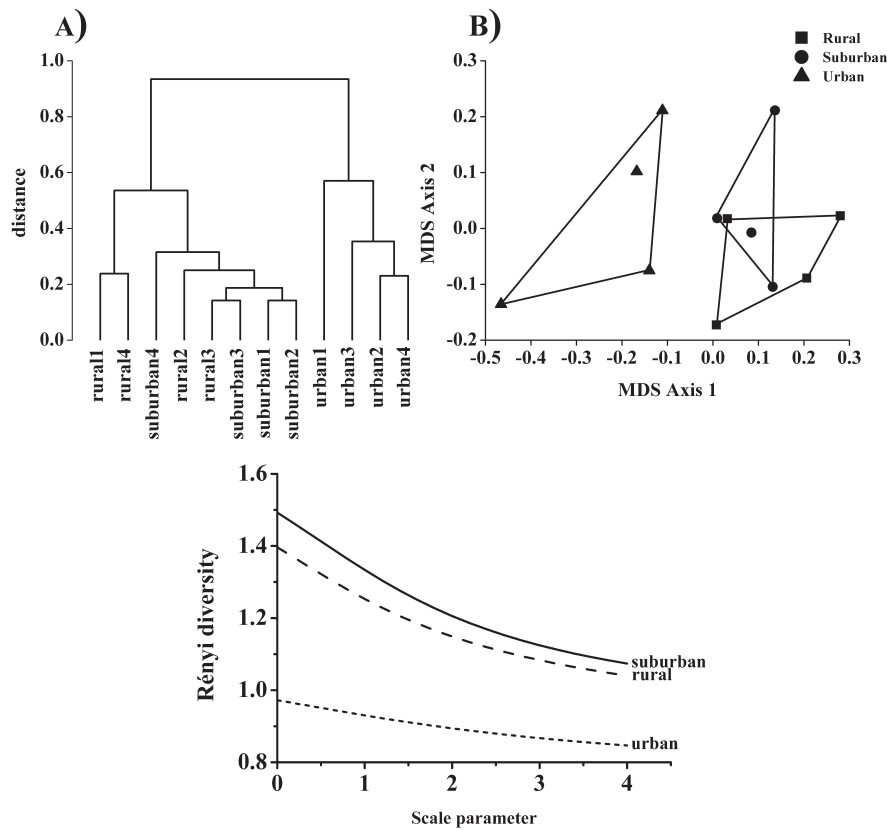 A)
1.0
0.8
0.6
0.4
0.2
0.0
distance
rural1
rural4
suburban4
rural2
rural3
suburban3
suburban1
suburban2
urban1
urban3
urban2
urban4
B)
Rural
Suburban
Urban
0.3
0.2
0.1
0.0
-0.1
-0.2
MDS Axis 2
-0.5 -0.4 -0.3 -0.2 -0.1 0.0 0.1 0.2 0.3
MDS Axis 1
1.6
1.4
1.2
1.0
0.8
Rényi diversity
suburban
rural
urban
0 1 2 3 4
Scale parameter